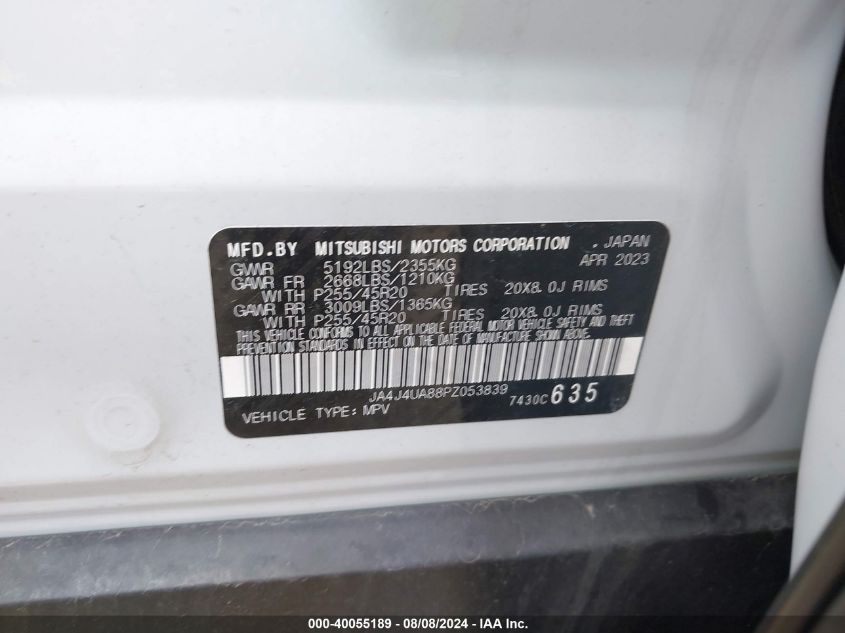 MFD.BY MITSUBISHI MOTORS CORPORATION . JAPAN
GVWR 5192LBS/2355KG APR 2023
GAWR FR 2668LBS/1210KG
WITH P255/45R20 TIRES 20X8.0J RIMS
GAWR RR 3009LBS/1365KG
WITH P255/45R20 TIRES 20X8.0J RIMS
THIS VEHICLE CONFORMS TO ALL APPLICABLE FEDERAL MOTOR VEHICLE SAFETY AND THEFT
PREVENTION STANDARDS IN EFFECT ON THE DATE OF MANUFACTURE SHOWN ABOVE.
JA4J4UA88PZ053839
VEHICLE TYPE: MPV 7430C 635
000-40055189 - 08/08/2024 - IAA Inc.